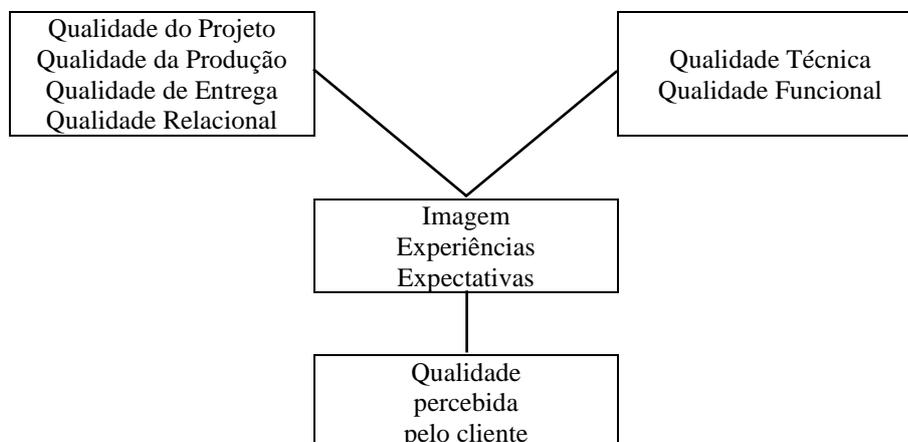 Qualidade do Projeto
Qualidade da Produção
Qualidade de Entrega
Qualidade Relacional
Qualidade Técnica
Qualidade Funcional
Imagem
Experiências
Expectativas
Qualidade
percebida
pelo cliente